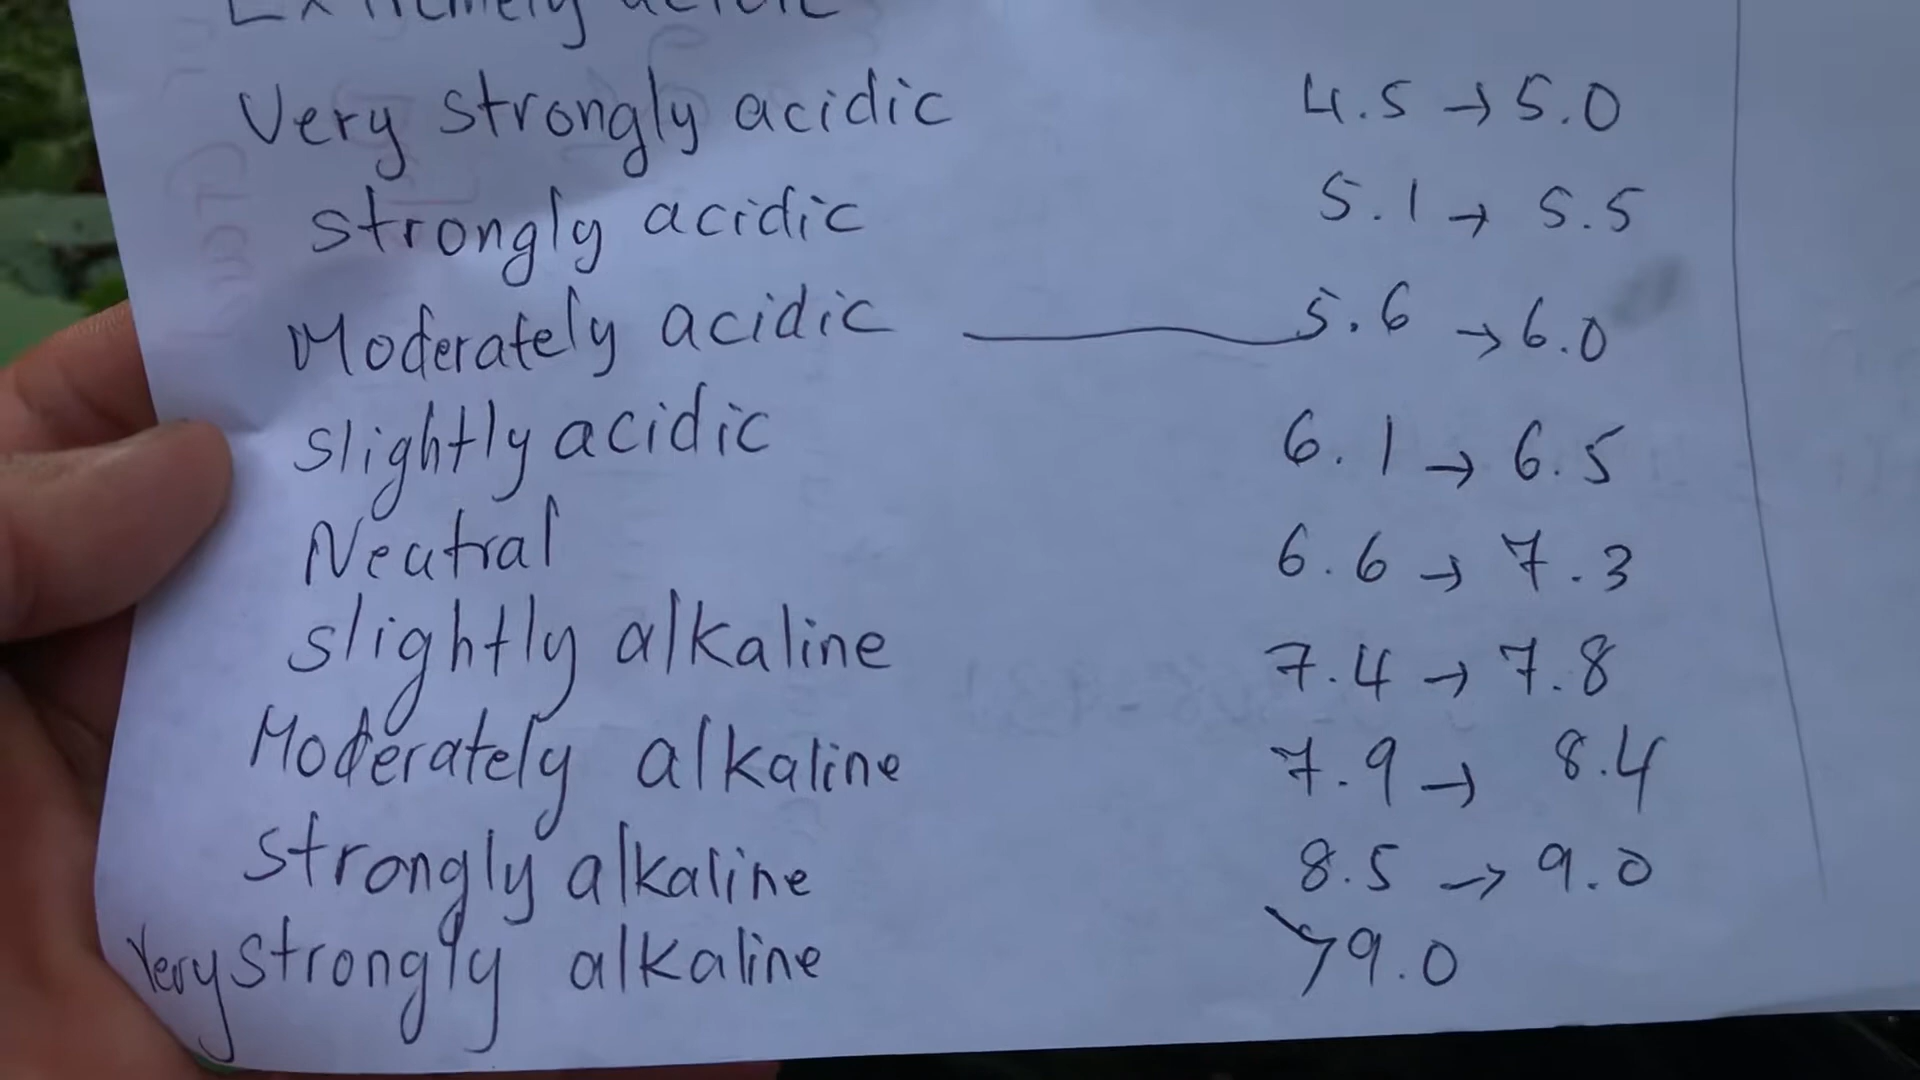 Extremely acidic
Very strongly acidic 4.5 → 5.0
strongly acidic 5.1 → 5.5
Moderately acidic — 5.6 → 6.0
slightly acidic 6.1 → 6.5
Neutral 6.6 → 7.3
slightly alkaline 7.4 → 7.8
Moderately alkaline 7.9 → 8.4
strongly alkaline 8.5 → 9.0
Very strongly alkaline >9.0